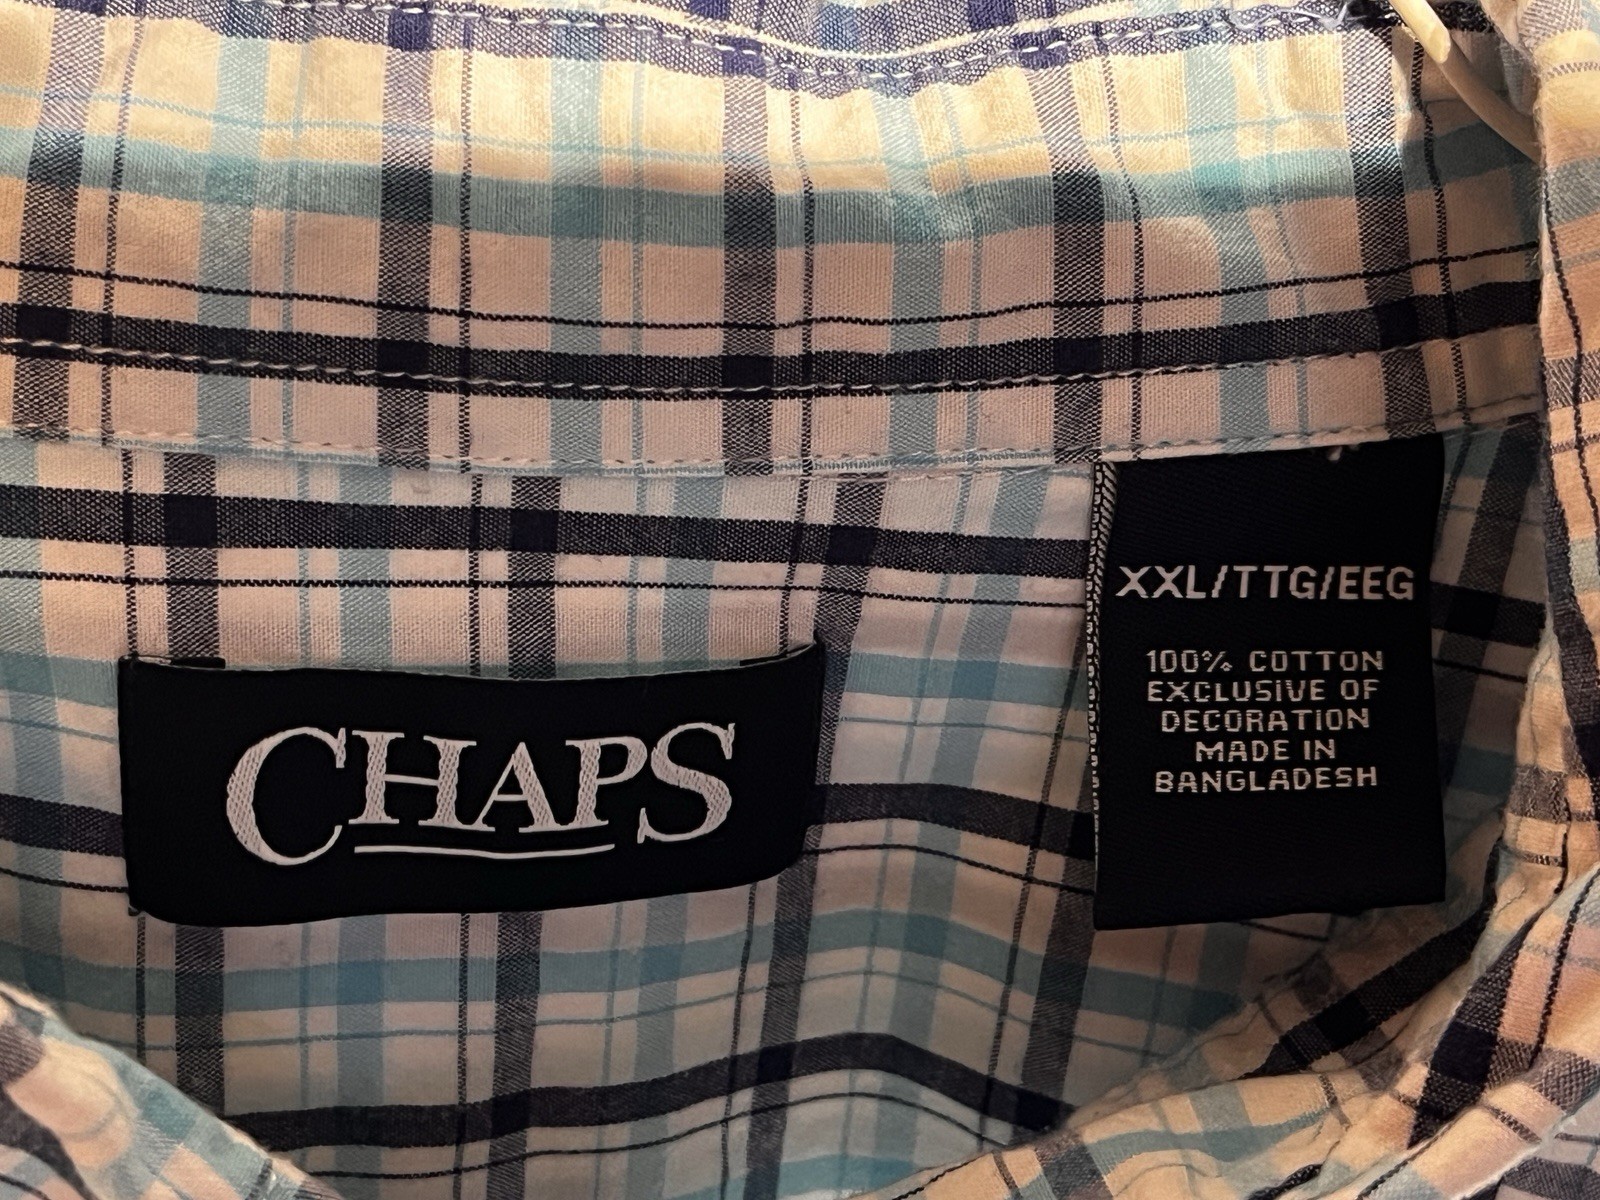 CHAPS
XXL/TTG/EEG
100% COTTON
EXCLUSIVE OF
DECORATION
MADE IN
BANGLADESH